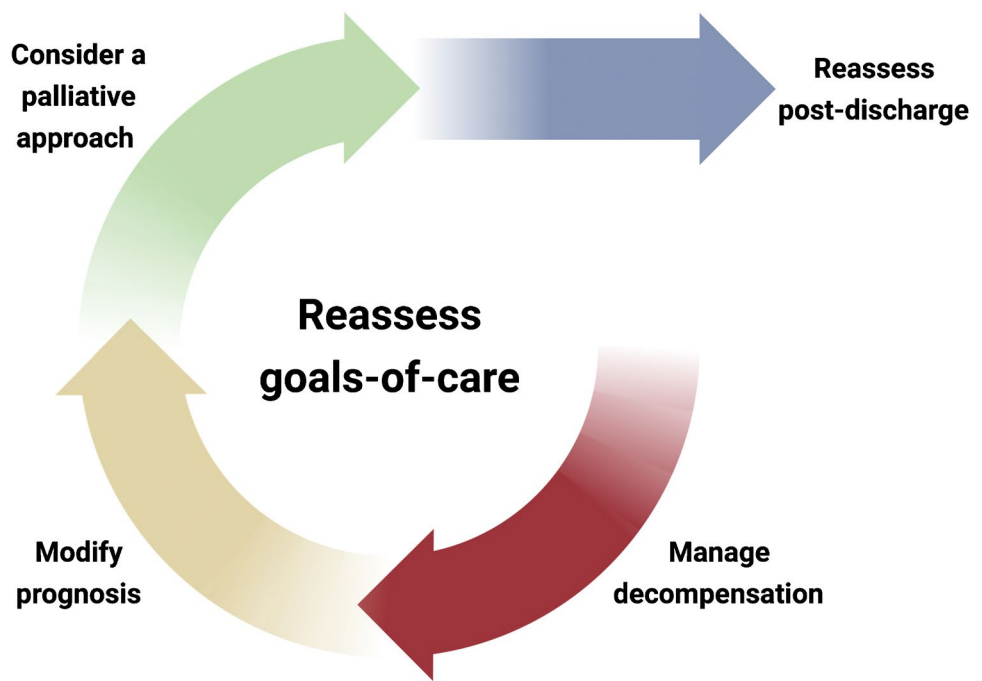 Consider a
palliative
approach
Reassess
post-discharge
Reassess
goals-of-care
Modify
prognosis
Manage
decompensation